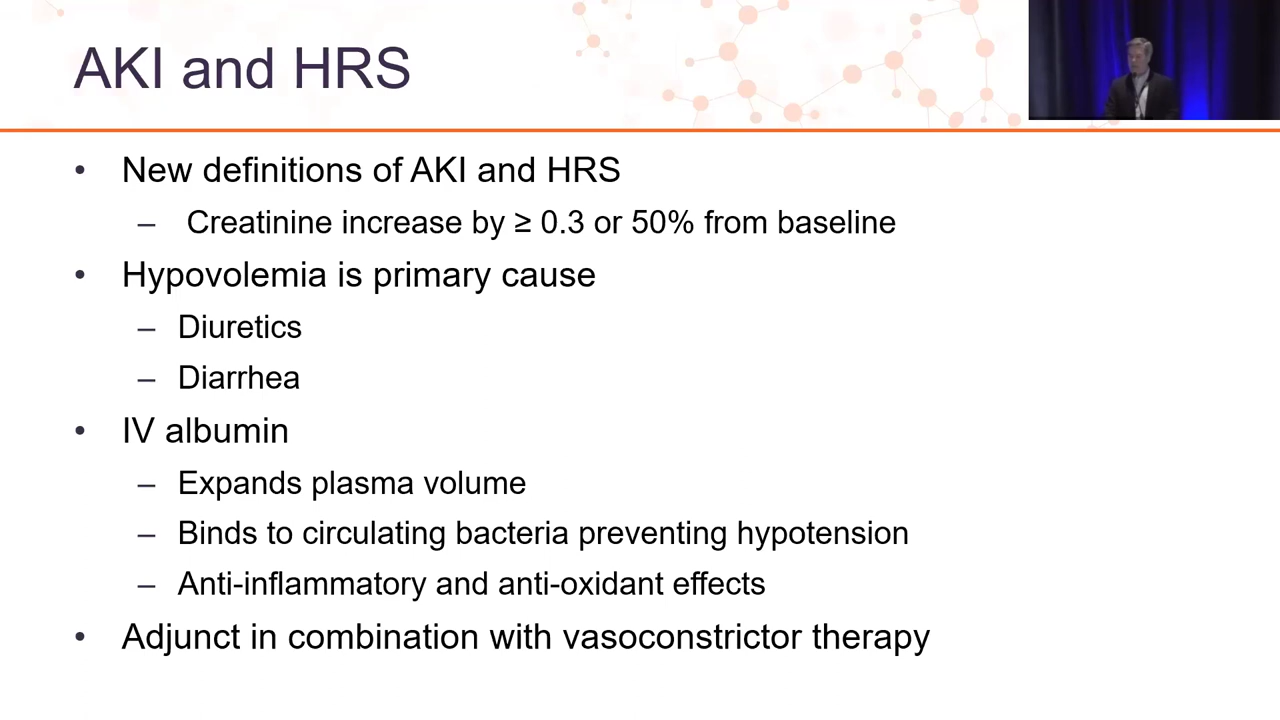 AKI and HRS
• New definitions of AKI and HRS
– Creatinine increase by ≥ 0.3 or 50% from baseline
• Hypovolemia is primary cause
– Diuretics
– Diarrhea
• IV albumin
– Expands plasma volume
– Binds to circulating bacteria preventing hypotension
– Anti-inflammatory and anti-oxidant effects
• Adjunct in combination with vasoconstrictor therapy